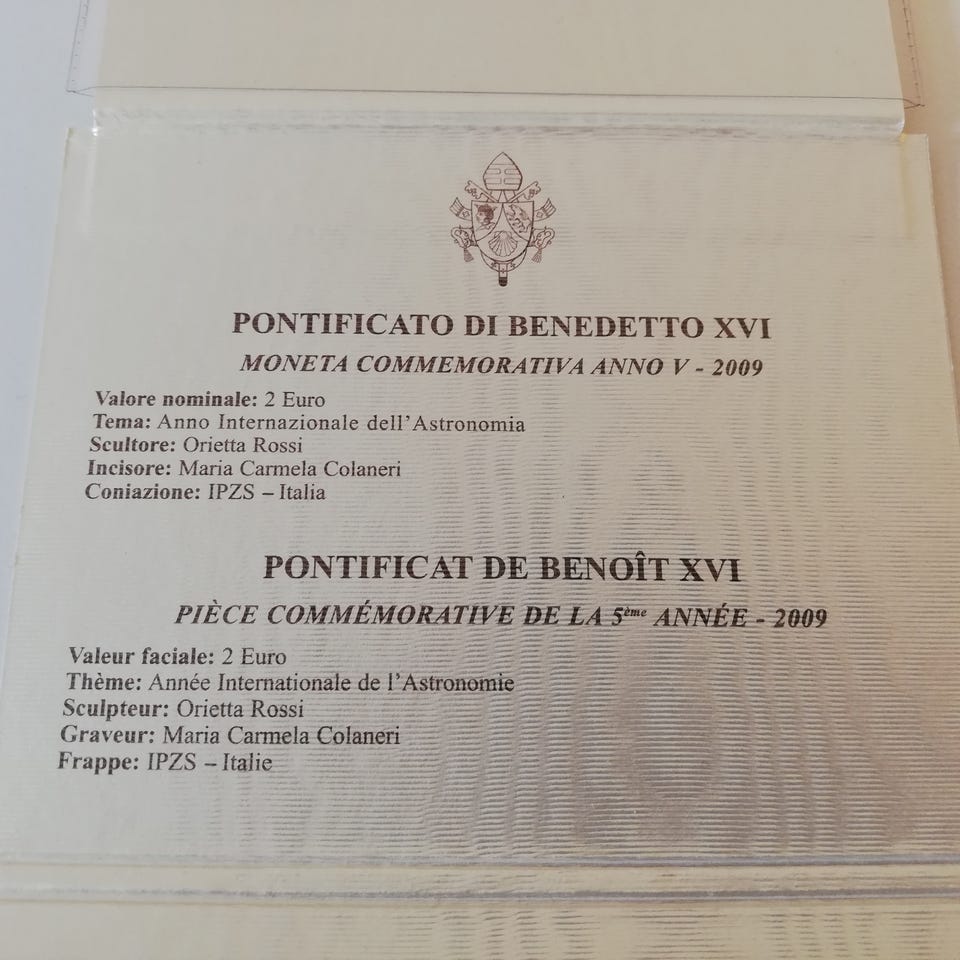 PONTIFICATO DI BENEDETTO XVI
MONETA COMMEMORATIVA ANNO V - 2009
Valore nominale: 2 Euro
Tema: Anno Internazionale dell'Astronomia
Scultore: Orietta Rossi
Incisore: Maria Carmela Colaneri
Coniazione: IPZS – Italia
PONTIFICAT DE BENOÎT XVI
PIÈCE COMMÉMORATIVE DE LA 5ème ANNÉE - 2009
Valeur faciale: 2 Euro
Thème: Année Internationale de l'Astronomie
Sculpteur: Orietta Rossi
Graveur: Maria Carmela Colaneri
Frappe: IPZS – Italie